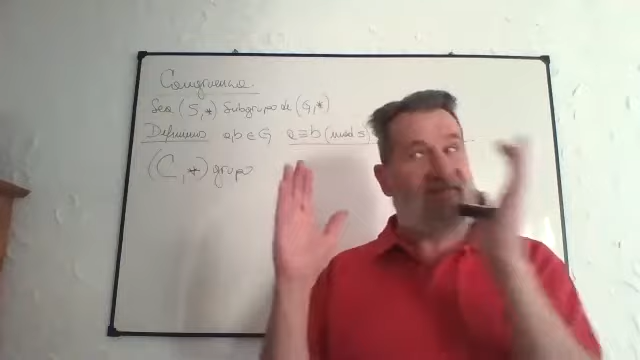 Congruencia.
Sea (S,*) Subgrupo de (G,*)
Definimos a,b ∈ G a≡b (mod S)
(C,*) grupo